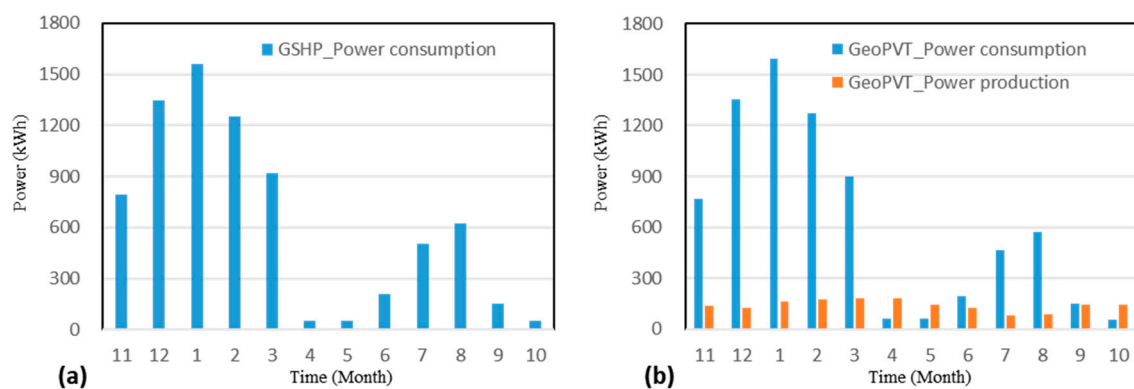 1800
1500
1200
900
600
300
0
Power (kWh)
GSHP_Power consumption
11 12 1 2 3 4 5 6 7 8 9 10
Time (Month)
(a)
1800
1500
1200
900
600
300
0
Power (kWh)
GeoPVT_Power consumption
GeoPVT_Power production
11 12 1 2 3 4 5 6 7 8 9 10
Time (Month)
(b)